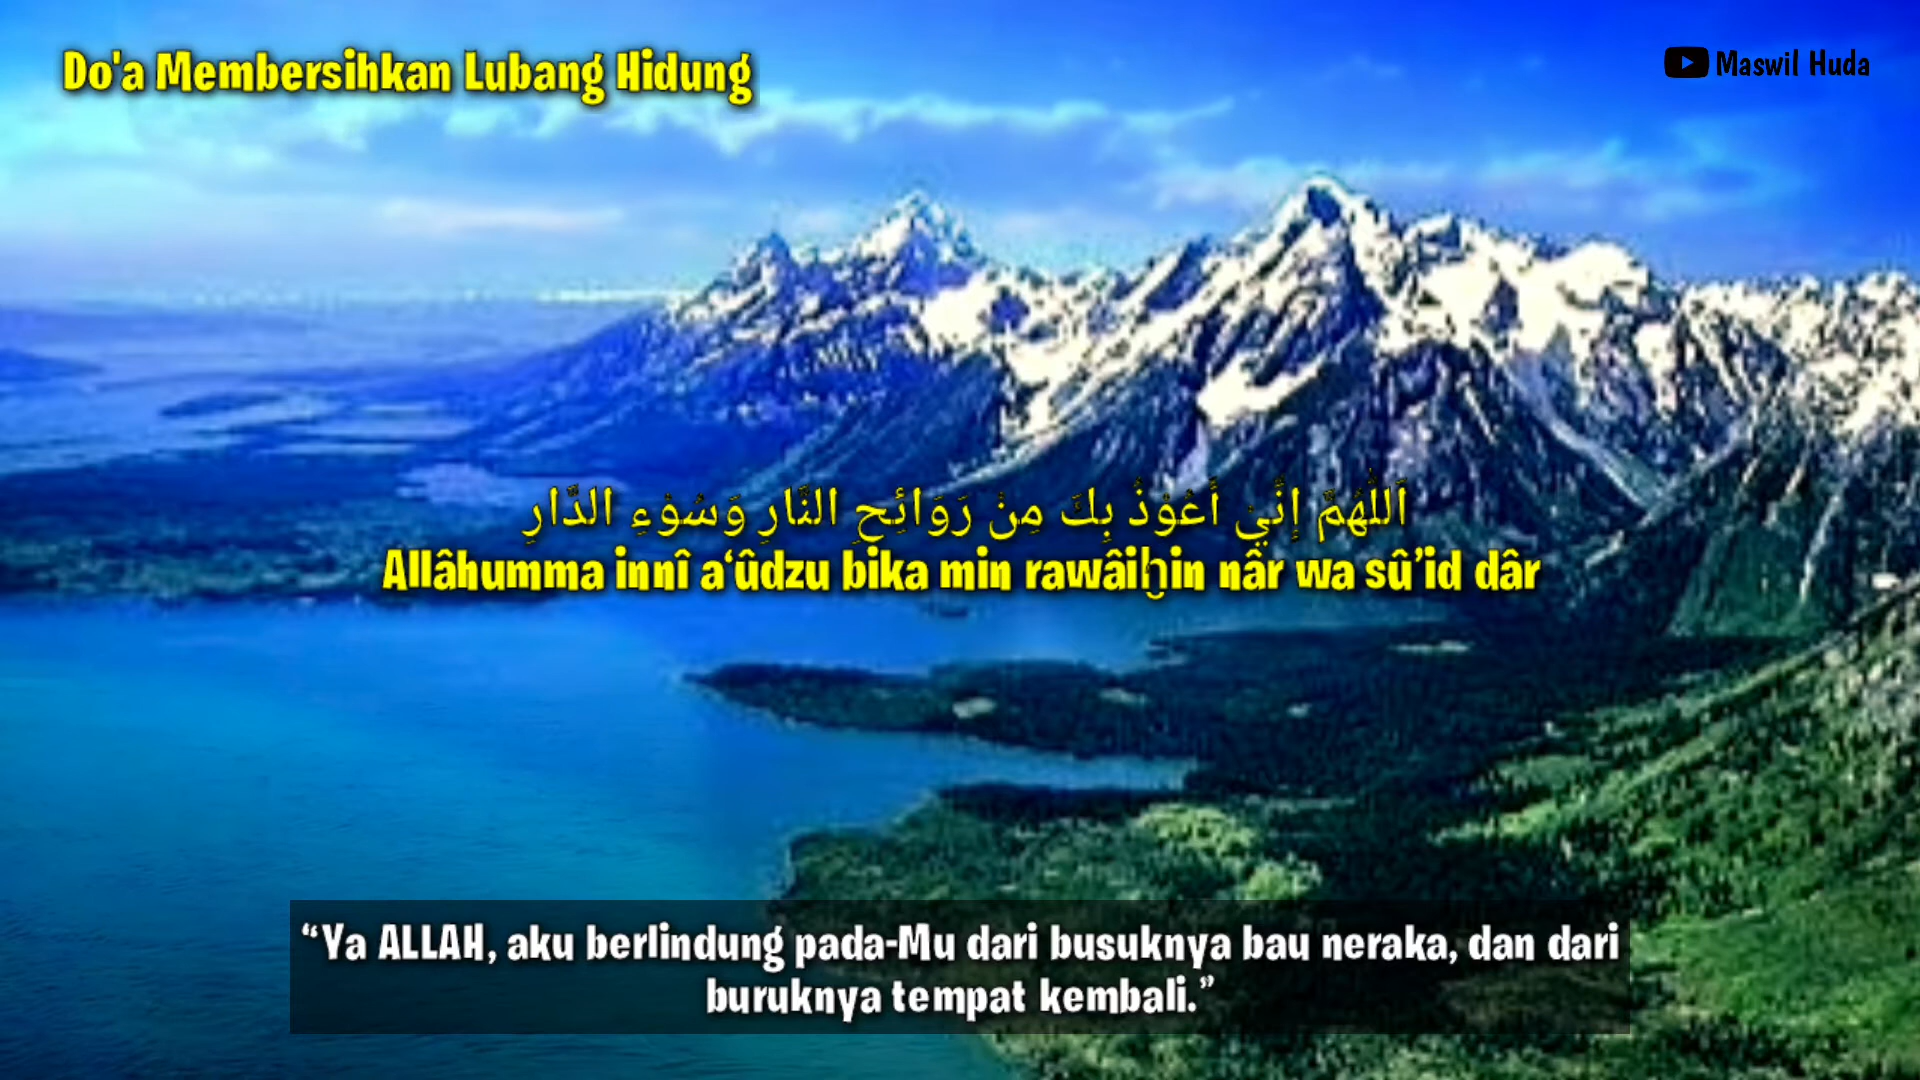 Do'a Membersihkan Lubang Hidung
Maswil Huda
اَللّٰهُمَّ إِنِّيْ أَعُوْذُ بِكَ مِنْ رَوَائِحِ النَّارِ وَسُوْءِ الدَّارِ
Allâhumma innî a‘ûdzu bika min rawâiḫin nâr wa sû’id dâr
“Ya ALLAH, aku berlindung pada-Mu dari busuknya bau neraka, dan dari
buruknya tempat kembali.”